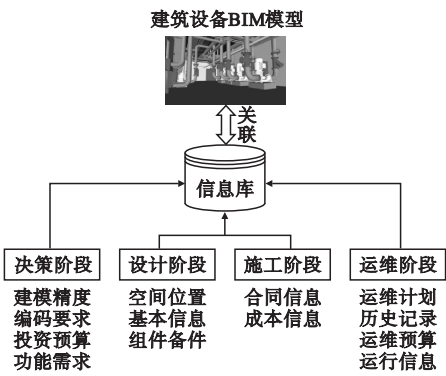 建筑设备BIM模型
关
联
信息库
决策阶段
设计阶段
施工阶段
运维阶段
建模精度
编码要求
投资预算
功能需求
空间位置
基本信息
组件备件
合同信息
成本信息
运维计划
历史记录
运维预算
运行信息